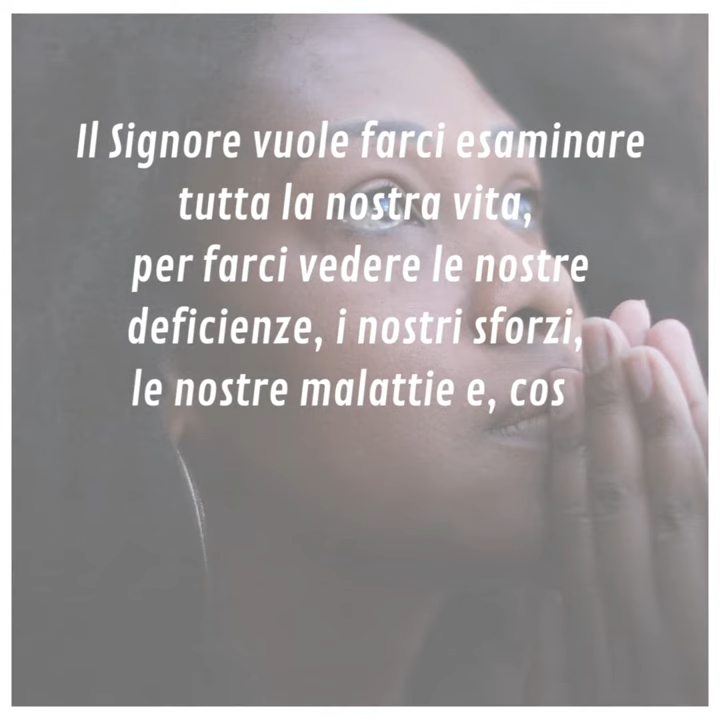 Il Signore vuole farci esaminare
tutta la nostra vita,
per farci vedere le nostre
deficienze, i nostri sforzi,
le nostre malattie e, cos